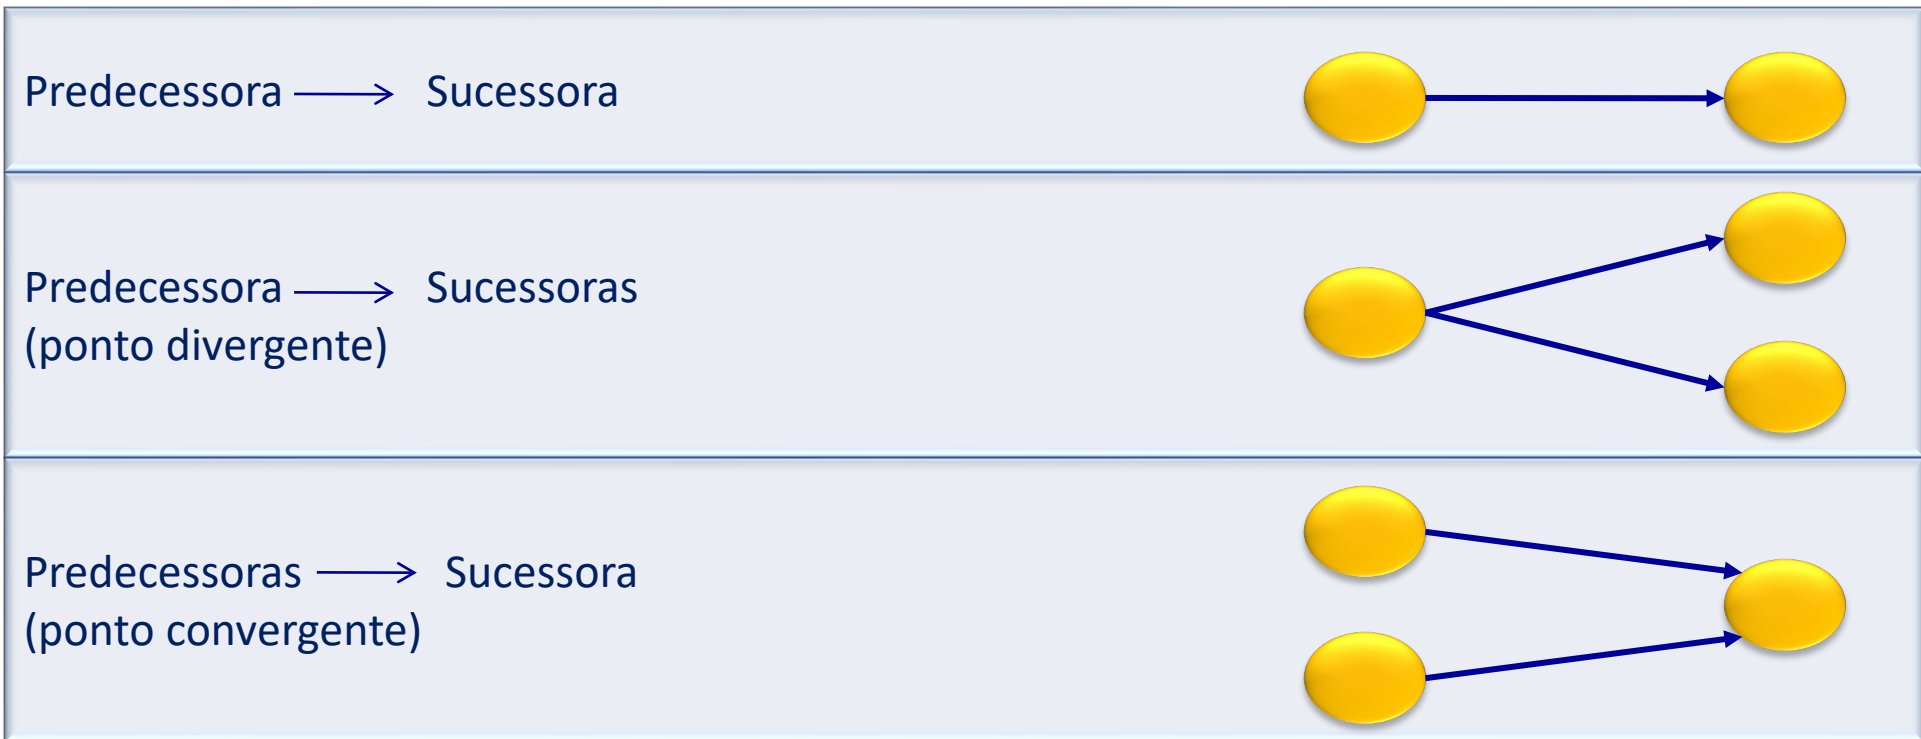 Predecessora → Sucessora
Predecessora → Sucessoras
(ponto divergente)
Predecessoras → Sucessora
(ponto convergente)